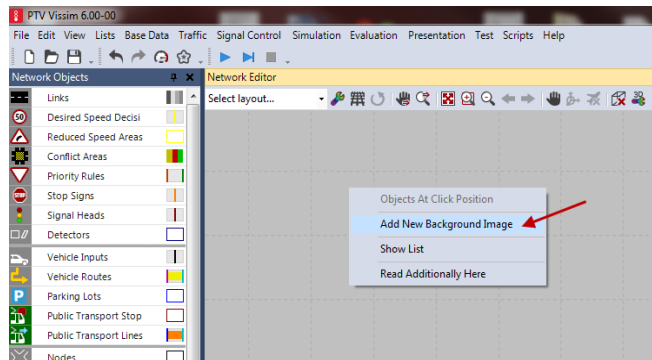 PTV Vissim 6.00-00
File Edit View Lists Base Data Traffic Signal Control Simulation Evaluation Presentation Test Scripts Help
Network Objects
Network Editor
Select layout...
3D
Links
50
Desired Speed Decisi
Reduced Speed Areas
Conflict Areas
Priority Rules
STOP
Stop Signs
Signal Heads
Detectors
Vehicle Inputs
Vehicle Routes
P
Parking Lots
Public Transport Stop
Public Transport Lines
Nodes
Objects At Click Position
Add New Background Image
Show List
Read Additionally Here